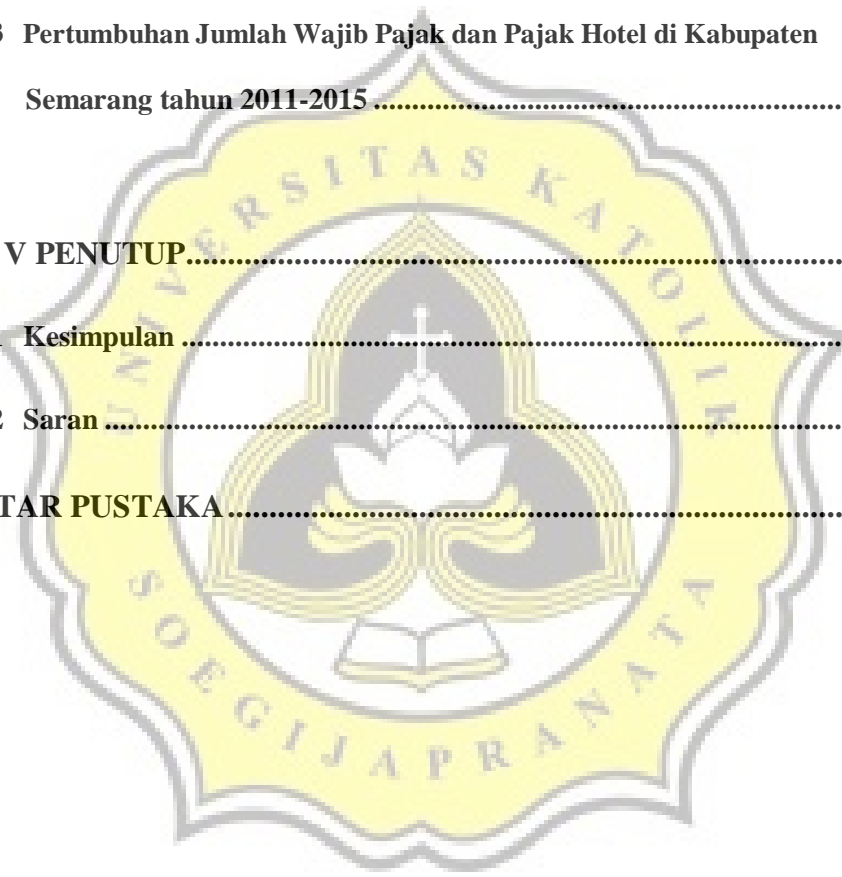 3 Pertumbuhan Jumlah Wajib Pajak dan Pajak Hotel di Kabupaten
Semarang tahun 2011-2015 ..............................................................
V PENUTUP......................................................................................
Kesimpulan ......................................................................................
2 Saran ................................................................................................
TAR PUSTAKA.................................................................................
UNIVERSITAS KATOLIK
SOEGIJAPRANATA